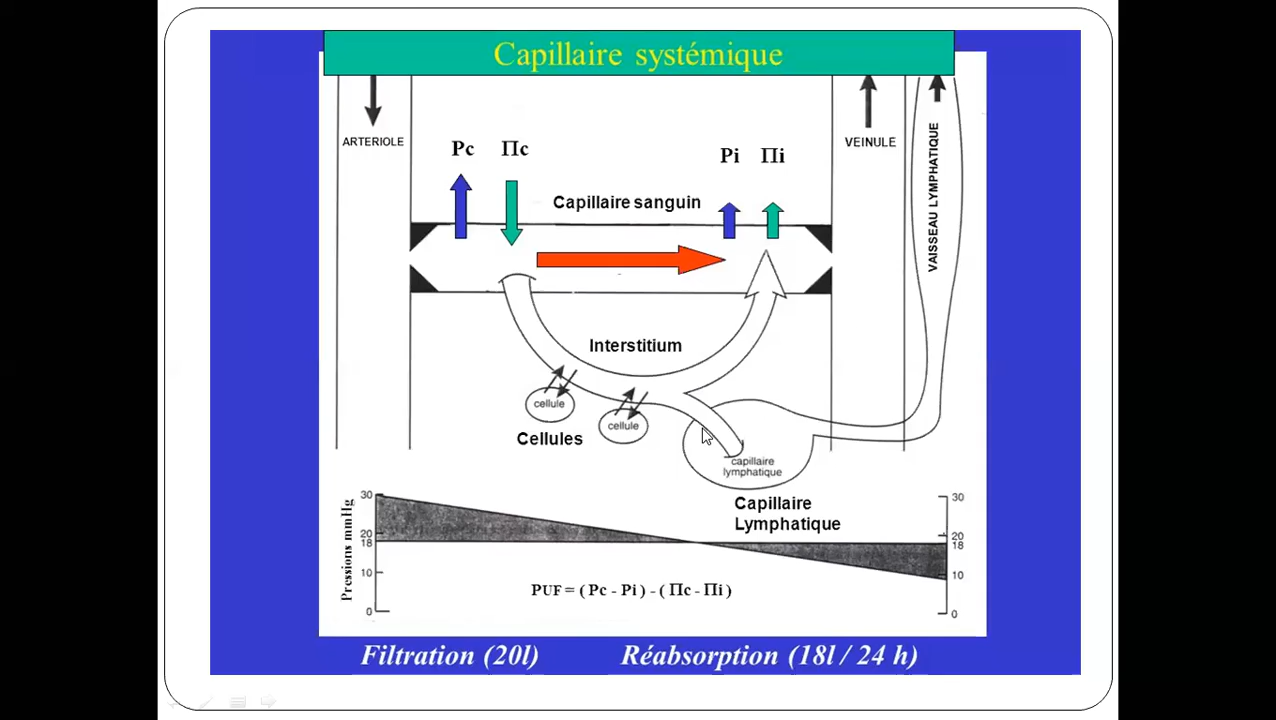 Capillaire systémique
ARTERIOLE
VEINULE
VAISSEAU LYMPHATIQUE
Pc Πc
Pi Πi
Capillaire sanguin
Interstitium
cellule
cellule
Cellules
capillaire
lymphatique
Capillaire
Lymphatique
Pressions mmHg
30
20
18
10
0
30
20
18
10
0
PUF = ( Pc - Pi ) - ( Πc - Πi )
Filtration (20l)
Réabsorption (18l / 24 h)